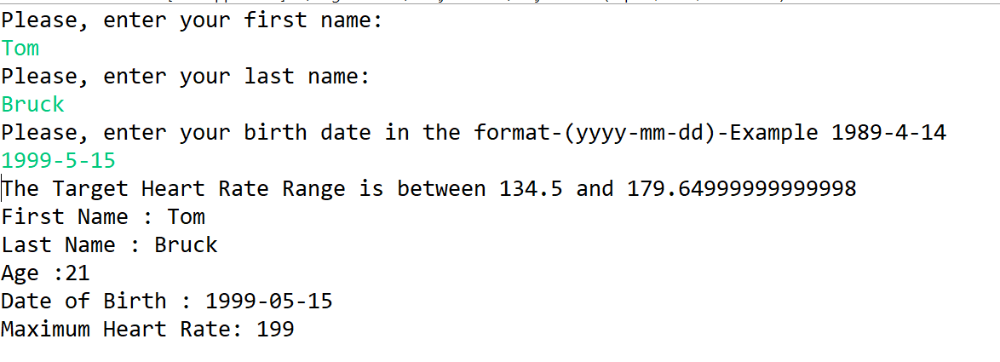 Please, enter your first name:
Tom
Please, enter your last name:
Bruck
Please, enter your birth date in the format-(yyyy-mm-dd)-Example 1989-4-14
1999-5-15
The Target Heart Rate Range is between 134.5 and 179.64999999999998
First Name : Tom
Last Name : Bruck
Age :21
Date of Birth : 1999-05-15
Maximum Heart Rate: 199